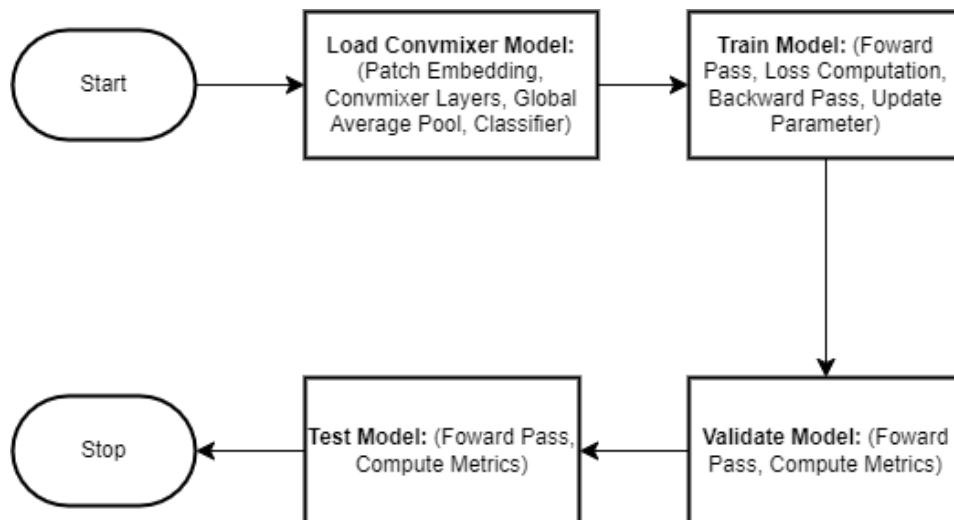 Start
Load Convmixer Model:
(Patch Embedding,
Convmixer Layers, Global
Average Pool, Classifier)
Train Model: (Foward
Pass, Loss Computation,
Backward Pass, Update
Parameter)
Validate Model: (Foward
Pass, Compute Metrics)
Test Model: (Foward Pass,
Compute Metrics)
Stop